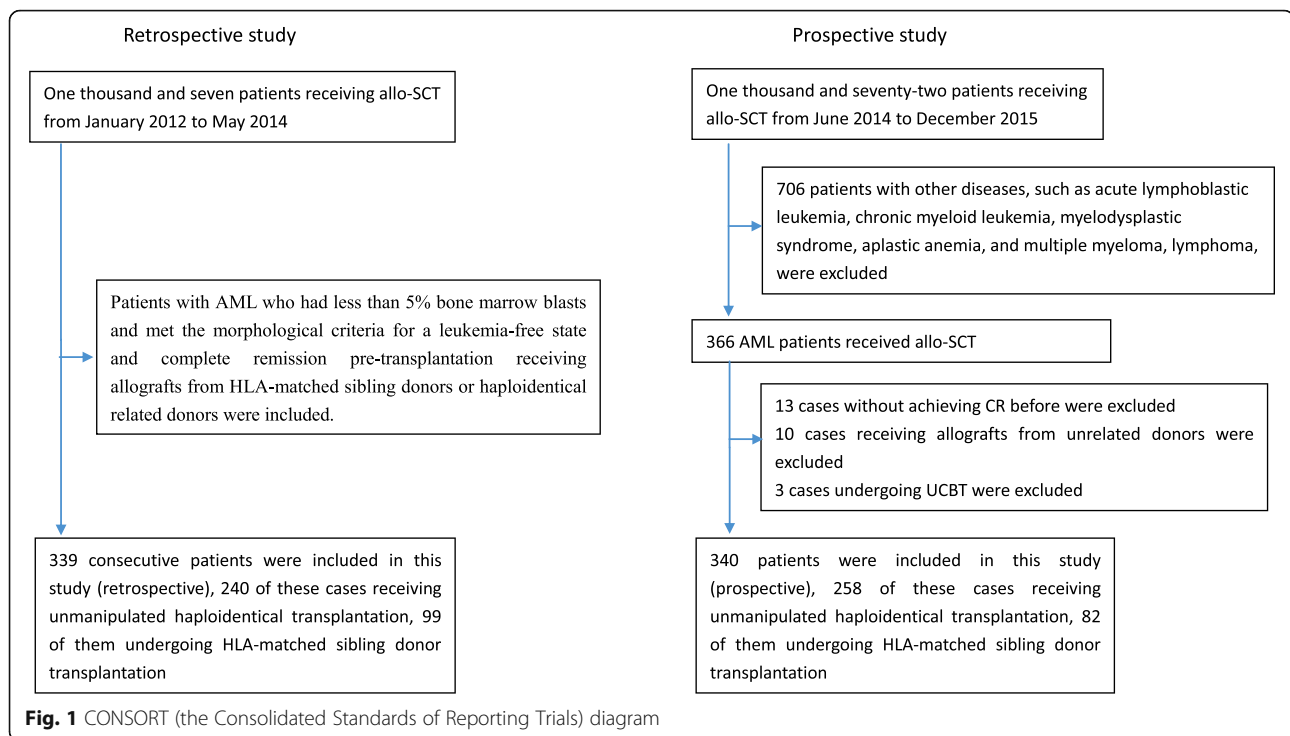 Retrospective study
One thousand and seven patients receiving allo-SCT
from January 2012 to May 2014
Patients with AML who had less than 5% bone marrow blasts
and met the morphological criteria for a leukemia-free state
and complete remission pre-transplantation receiving
allografts from HLA-matched sibling donors or haploidentical
related donors were included.
339 consecutive patients were included in this
study (retrospective), 240 of these cases receiving
unmanipulated haploidentical transplantation, 99
of them undergoing HLA-matched sibling donor
transplantation
Prospective study
One thousand and seventy-two patients receiving
allo-SCT from June 2014 to December 2015
706 patients with other diseases, such as acute lymphoblastic
leukemia, chronic myeloid leukemia, myelodysplastic
syndrome, aplastic anemia, and multiple myeloma, lymphoma,
were excluded
366 AML patients received allo-SCT
13 cases without achieving CR before were excluded
10 cases receiving allografts from unrelated donors were
excluded
3 cases undergoing UCBT were excluded
340 patients were included in this study
(prospective), 258 of these cases receiving
unmanipulated haploidentical transplantation, 82
of them undergoing HLA-matched sibling donor
transplantation
Fig. 1 CONSORT (the Consolidated Standards of Reporting Trials) diagram